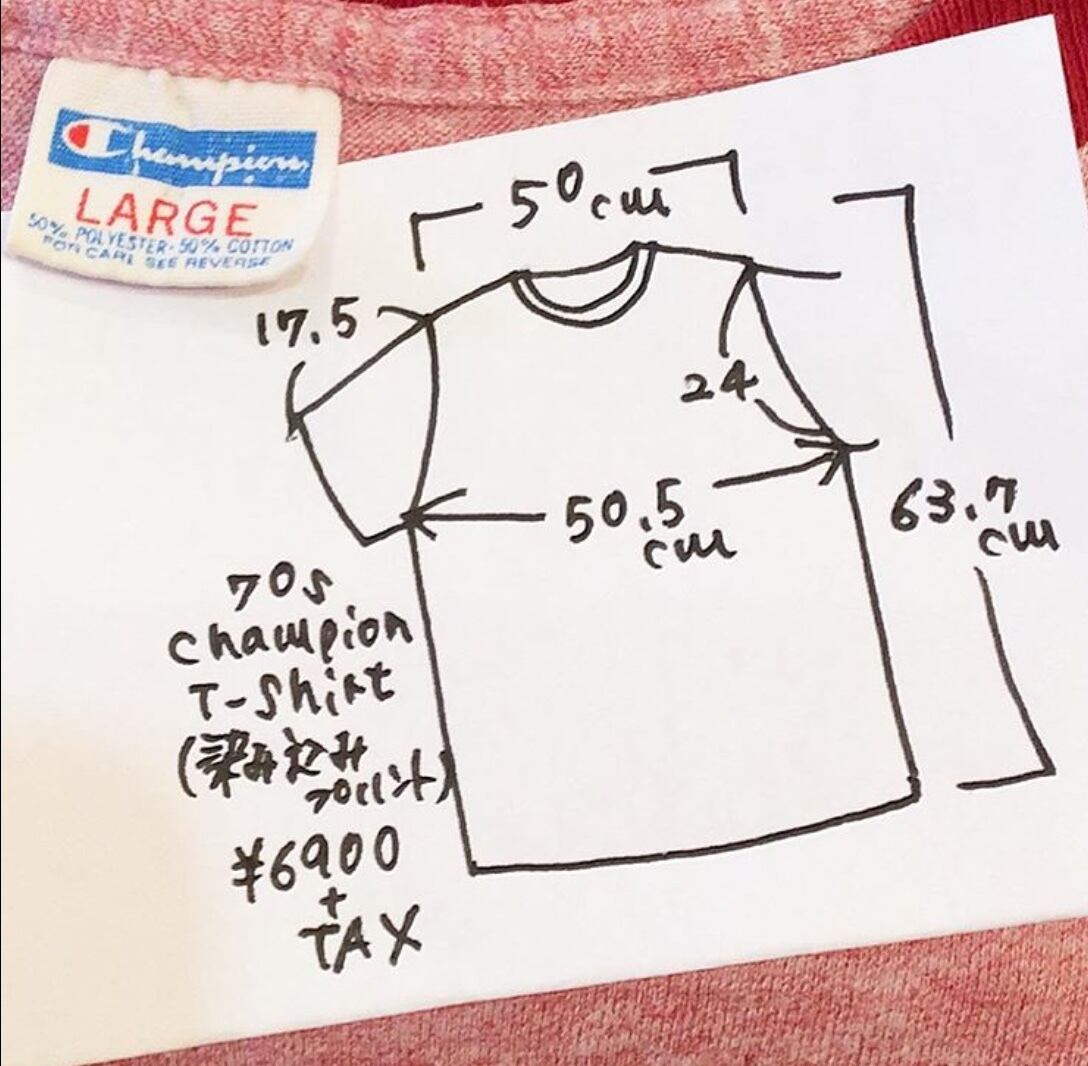 Champion
LARGE
50% POLYESTER·50% COTTON
FOR CARE SEE REVERSE
50cm
17.5
24
50.5
cm
63.7
cm
70s
champion
T-Shirt
(染み込み
プリント)
¥6900
+
TAX